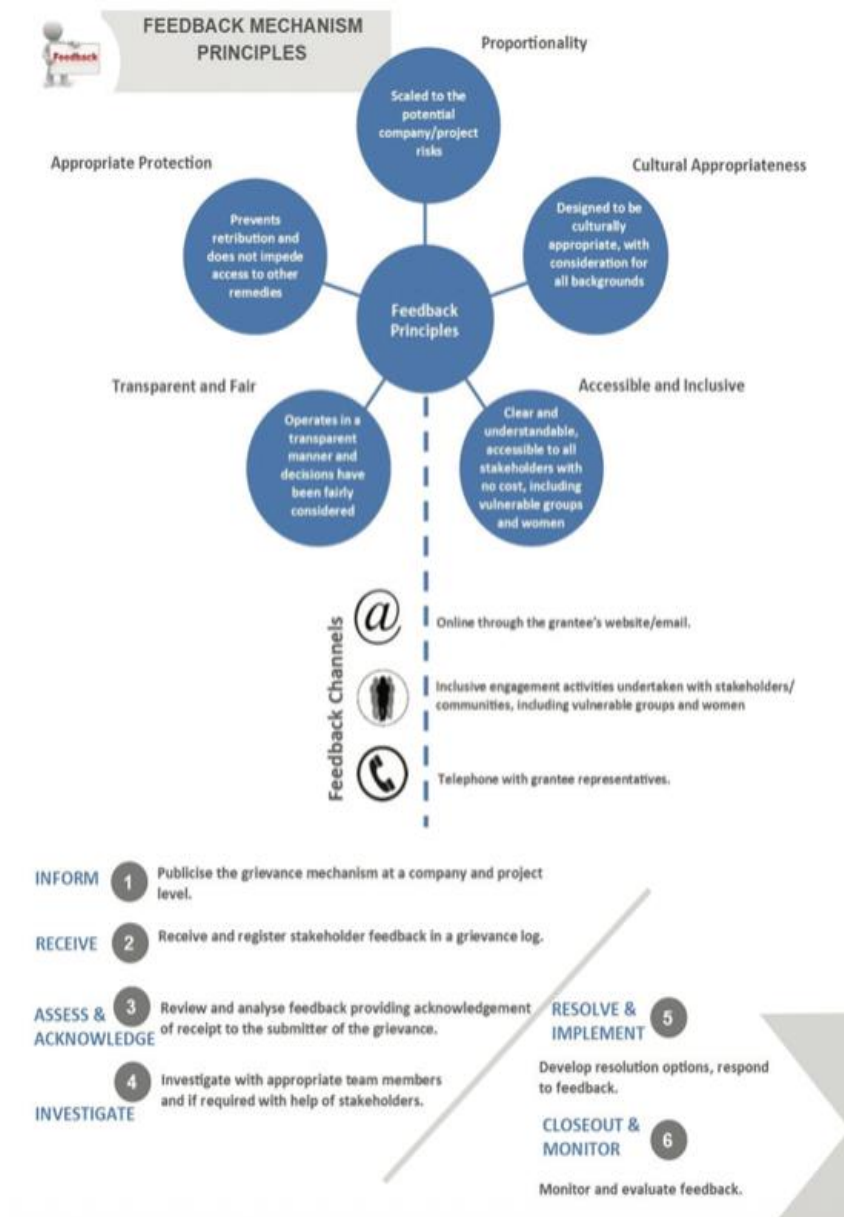 Feedback
FEEDBACK MECHANISM
PRINCIPLES
Proportionality
Scaled to the
potential
company/project
risks
Appropriate Protection
Prevents
retribution and
does not impede
access to other
remedies
Cultural Appropriateness
Designed to be
culturally
appropriate, with
consideration for
all backgrounds
Feedback
Principles
Transparent and Fair
Operates in a
transparent
manner and
decisions have
been fairly
considered
Accessible and Inclusive
Clear and
understandable,
accessible to all
stakeholders with
no cost, including
vulnerable groups
and women
Feedback Channels
@
Online through the grantee's website/email.
Inclusive engagement activities undertaken with stakeholders/
communities, including vulnerable groups and women
Telephone with grantee representatives.
INFORM 1 Publicise the grievance mechanism at a company and project
level.
RECEIVE 2 Receive and register stakeholder feedback in a grievance log.
ASSESS &
ACKNOWLEDGE
3
Review and analyse feedback providing acknowledgement
of receipt to the submitter of the grievance.
4
INVESTIGATE
Investigate with appropriate team members
and if required with help of stakeholders.
RESOLVE &
IMPLEMENT
5
Develop resolution options, respond
to feedback.
CLOSEOUT &
MONITOR
6
Monitor and evaluate feedback.